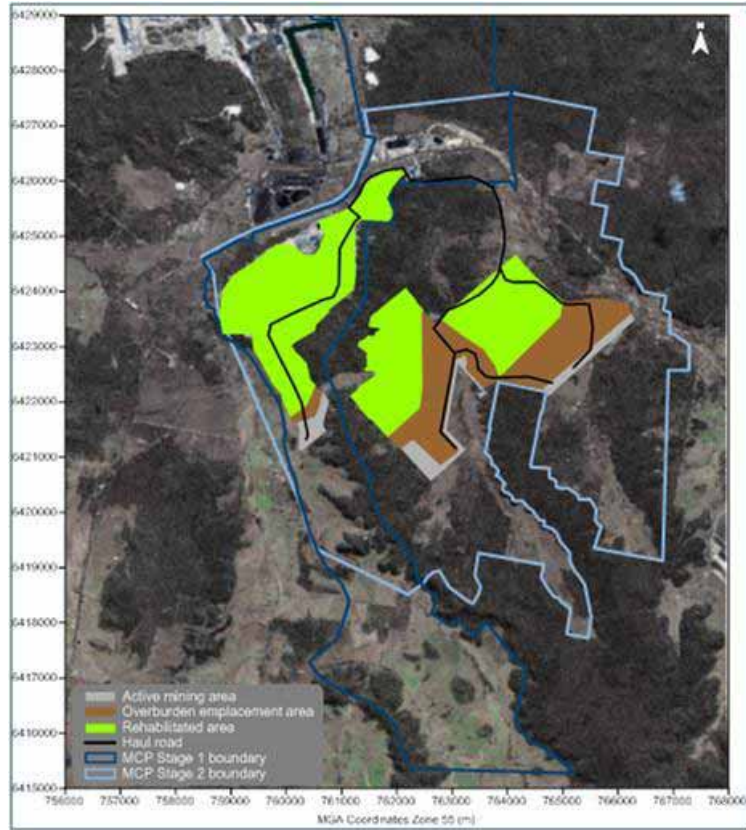 6429000
6428000
6427000
6426000
6425000
6424000
6423000
6422000
6421000
6420000
6419000
6418000
6417000
6416000
6415000
N
Active mining area
Overburden emplacement area
Rehabilitated area
Haul road
MCP Stage 1 boundary
MCP Stage 2 boundary
756000 757000 758000 759000 760000 761000 762000 763000 764000 765000 766000 767000 768000
MGA Coordinates Zone 55 (m)